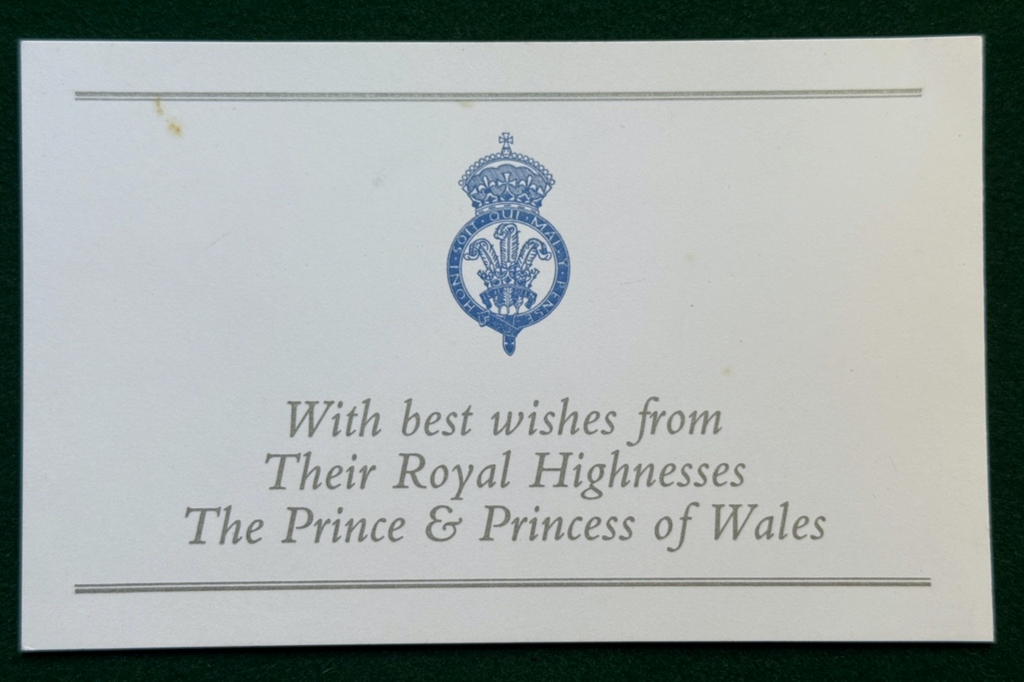 HONI · SOIT · QUI · MAL · Y · PENSE
With best wishes from
Their Royal Highnesses
The Prince & Princess of Wales